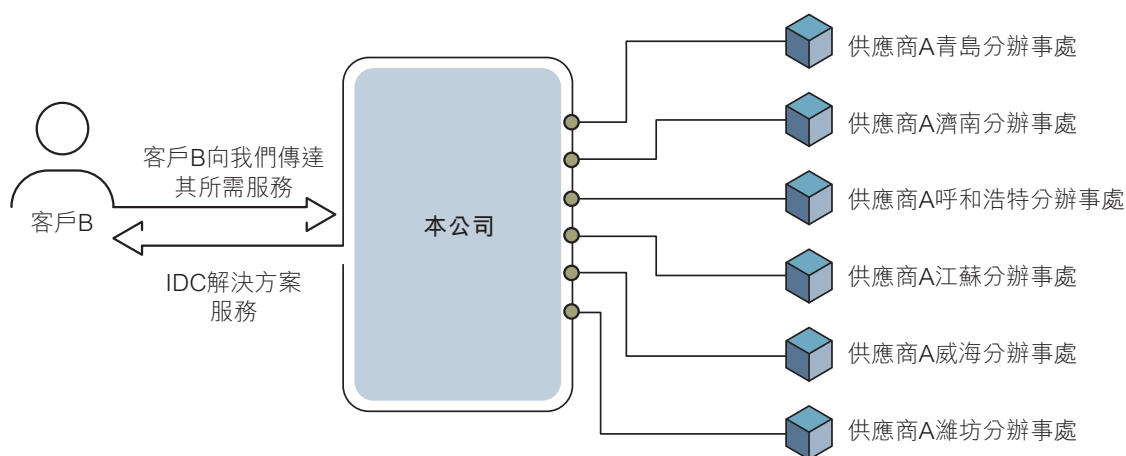 客戶B向我們傳達
其所需服務
客戶B
IDC解決方案
服務
本公司
供應商A青島分辦事處
供應商A濟南分辦事處
供應商A呼和浩特分辦事處
供應商A江蘇分辦事處
供應商A威海分辦事處
供應商A濰坊分辦事處